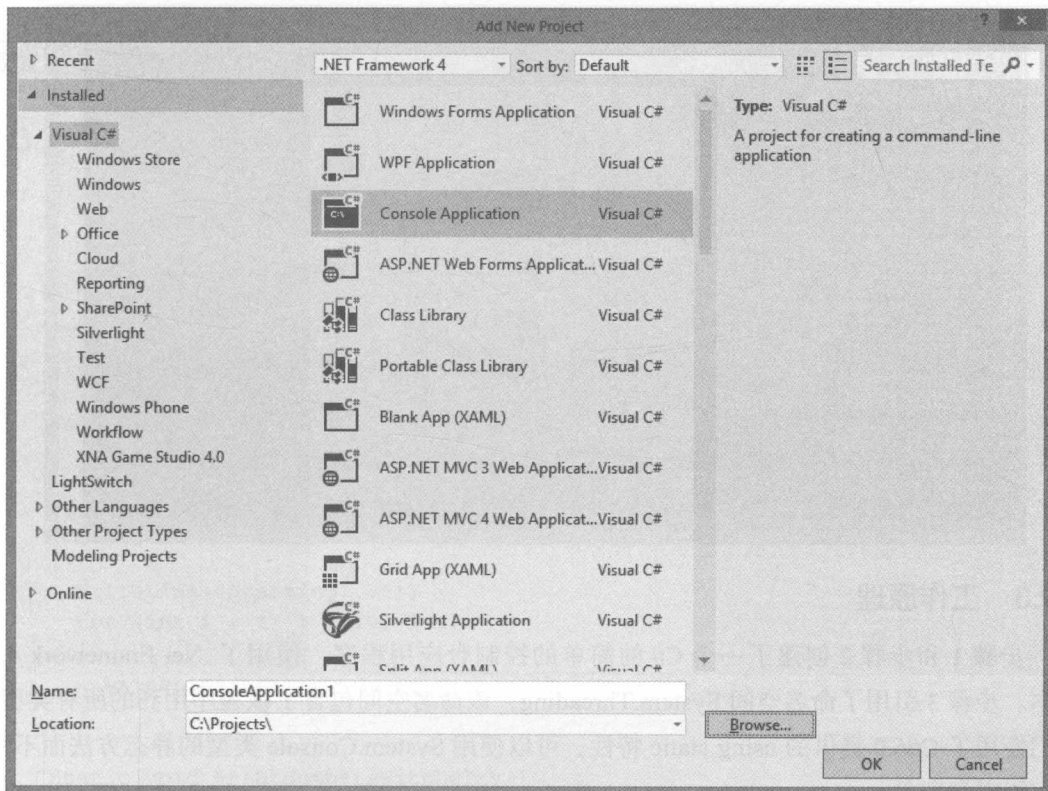 Add New Project
? ×
Recent
Installed
Visual C#
Windows Store
Windows
Web
Office
Cloud
Reporting
SharePoint
Silverlight
Test
WCF
Windows Phone
Workflow
XNA Game Studio 4.0
LightSwitch
Other Languages
Other Project Types
Modeling Projects
Online
.NET Framework 4 Sort by: Default
Search Installed Te
Windows Forms Application Visual C#
WPF Application Visual C#
Console Application Visual C#
ASP.NET Web Forms Applicat... Visual C#
Class Library Visual C#
Portable Class Library Visual C#
Blank App (XAML) Visual C#
ASP.NET MVC 3 Web Applicat... Visual C#
ASP.NET MVC 4 Web Applicat... Visual C#
Grid App (XAML) Visual C#
Silverlight Application Visual C#
Split App (XAML) Visual C#
Type: Visual C#
A project for creating a command-line
application
Name: ConsoleApplication1
Location: C:\Projects\
Browse...
OK Cancel